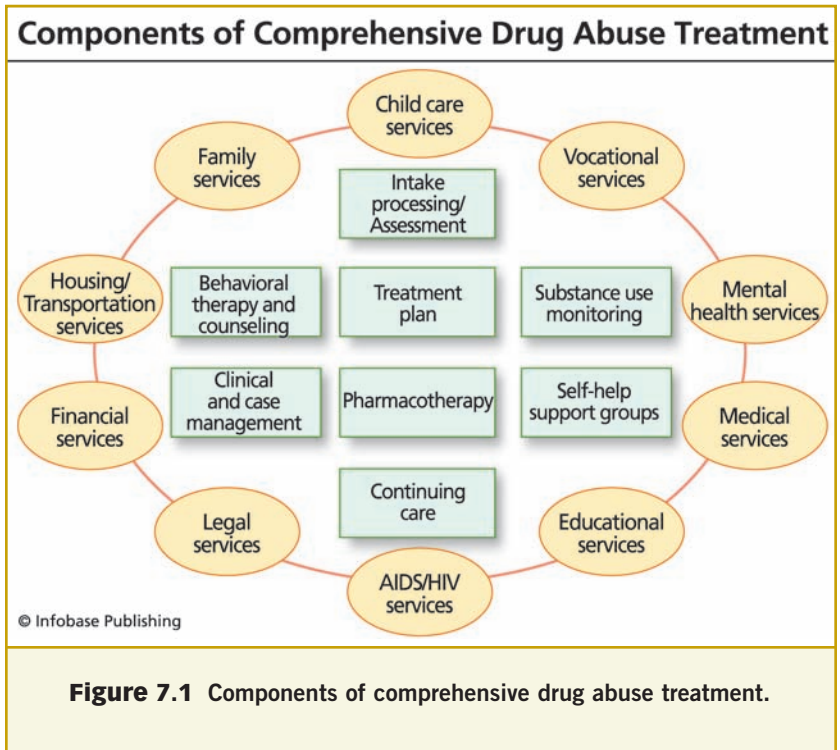 Components of Comprehensive Drug Abuse Treatment
Child care
services
Family
services
Vocational
services
Intake
processing/
Assessment
Housing/
Transportation
services
Behavioral
therapy and
counseling
Treatment
plan
Substance use
monitoring
Mental
health services
Financial
services
Clinical
and case
management
Pharmacotherapy
Self-help
support groups
Medical
services
Continuing
care
Legal
services
Educational
services
AIDS/HIV
services
© Infobase Publishing
Figure 7.1 Components of comprehensive drug abuse treatment.